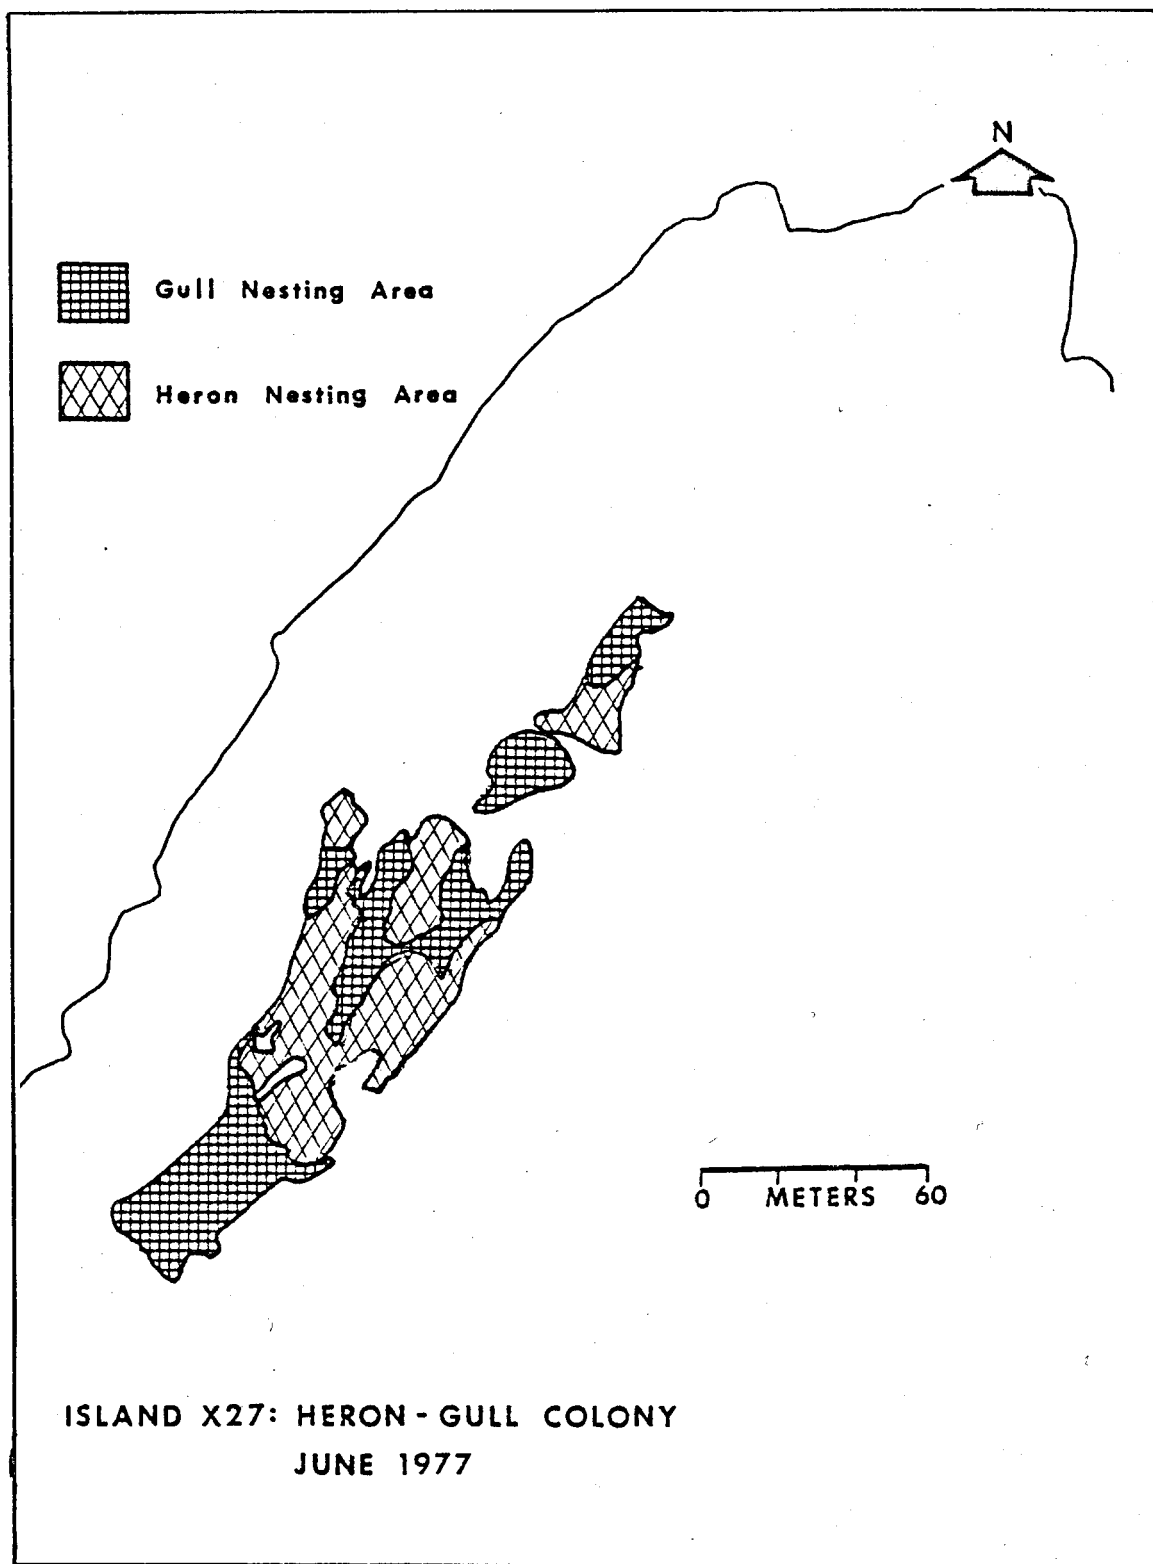 N
Gull Nesting Area
Heron Nesting Area
0 METERS 60
ISLAND X27: HERON-GULL COLONY
JUNE 1977